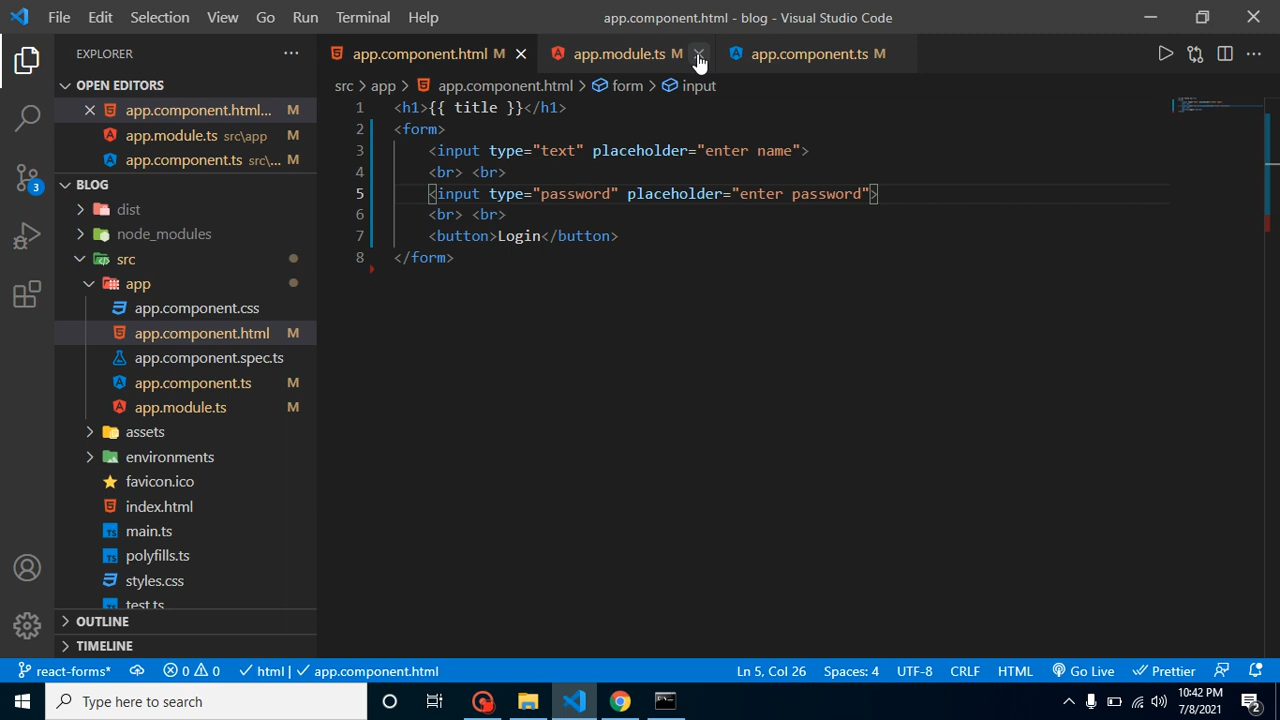 File Edit Selection View Go Run Terminal Help
app.component.html - blog - Visual Studio Code
EXPLORER
app.component.html M
app.module.ts M
app.component.ts M
OPEN EDITORS
src > app > app.component.html > form > input
app.component.html... M
app.module.ts src\app M
app.component.ts src\... M
BLOG
dist
node_modules
src
app
app.component.css
app.component.html M
app.component.spec.ts
app.component.ts M
app.module.ts M
assets
environments
favicon.ico
index.html
main.ts
polyfills.ts
styles.css
test.ts
OUTLINE
TIMELINE
3
1 <h1>{{ title }}</h1>
2 <form>
3 <input type="text" placeholder="enter name">
4 <br> <br>
5 <input type="password" placeholder="enter password">
6 <br> <br>
7 <button>Login</button>
8 </form>
react-forms* 0 0 html | app.component.html Ln 5, Col 26 Spaces: 4 UTF-8 CRLF HTML Go Live Prettier
Type here to search
10:42 PM
7/8/2021
2